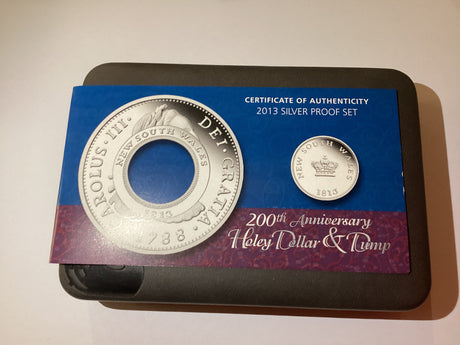 CERTIFICATE OF AUTHENTICITY
2013 SILVER PROOF SET
AROLUS · III · DEI · GRATIA
NEW SOUTH WALES
1813
1788
NEW SOUTH WALES
1813
200th Anniversary
Holey Dollar & Dump